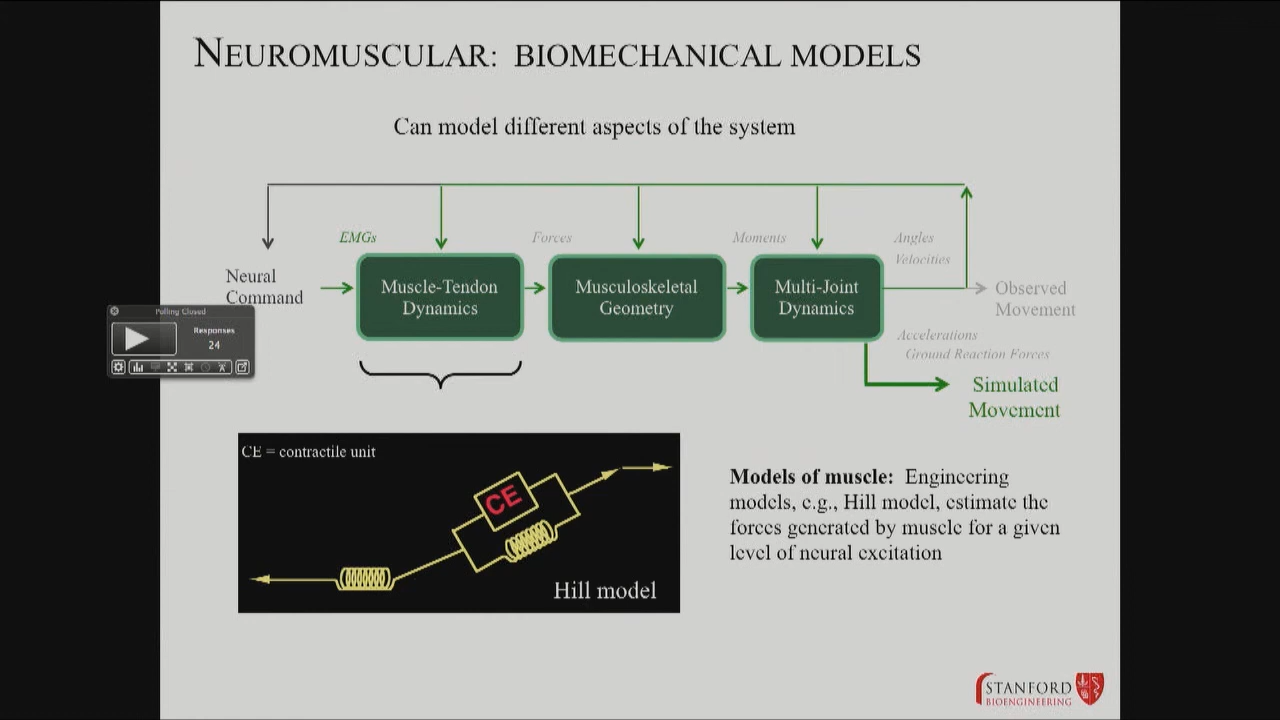 NEUROMUSCULAR: BIOMECHANICAL MODELS
Can model different aspects of the system
EMGs
Forces
Moments
Angles
Velocities
Neural
Command
Muscle-Tendon
Dynamics
Musculoskeletal
Geometry
Multi-Joint
Dynamics
Observed
Movement
Accelerations
Ground Reaction Forces
Simulated
Movement
Polling Closed
Responses
24
CE = contractile unit
CE
Hill model
Models of muscle: Engineering
models, e.g., Hill model, estimate the
forces generated by muscle for a given
level of neural excitation
STANFORD
BIOENGINEERING